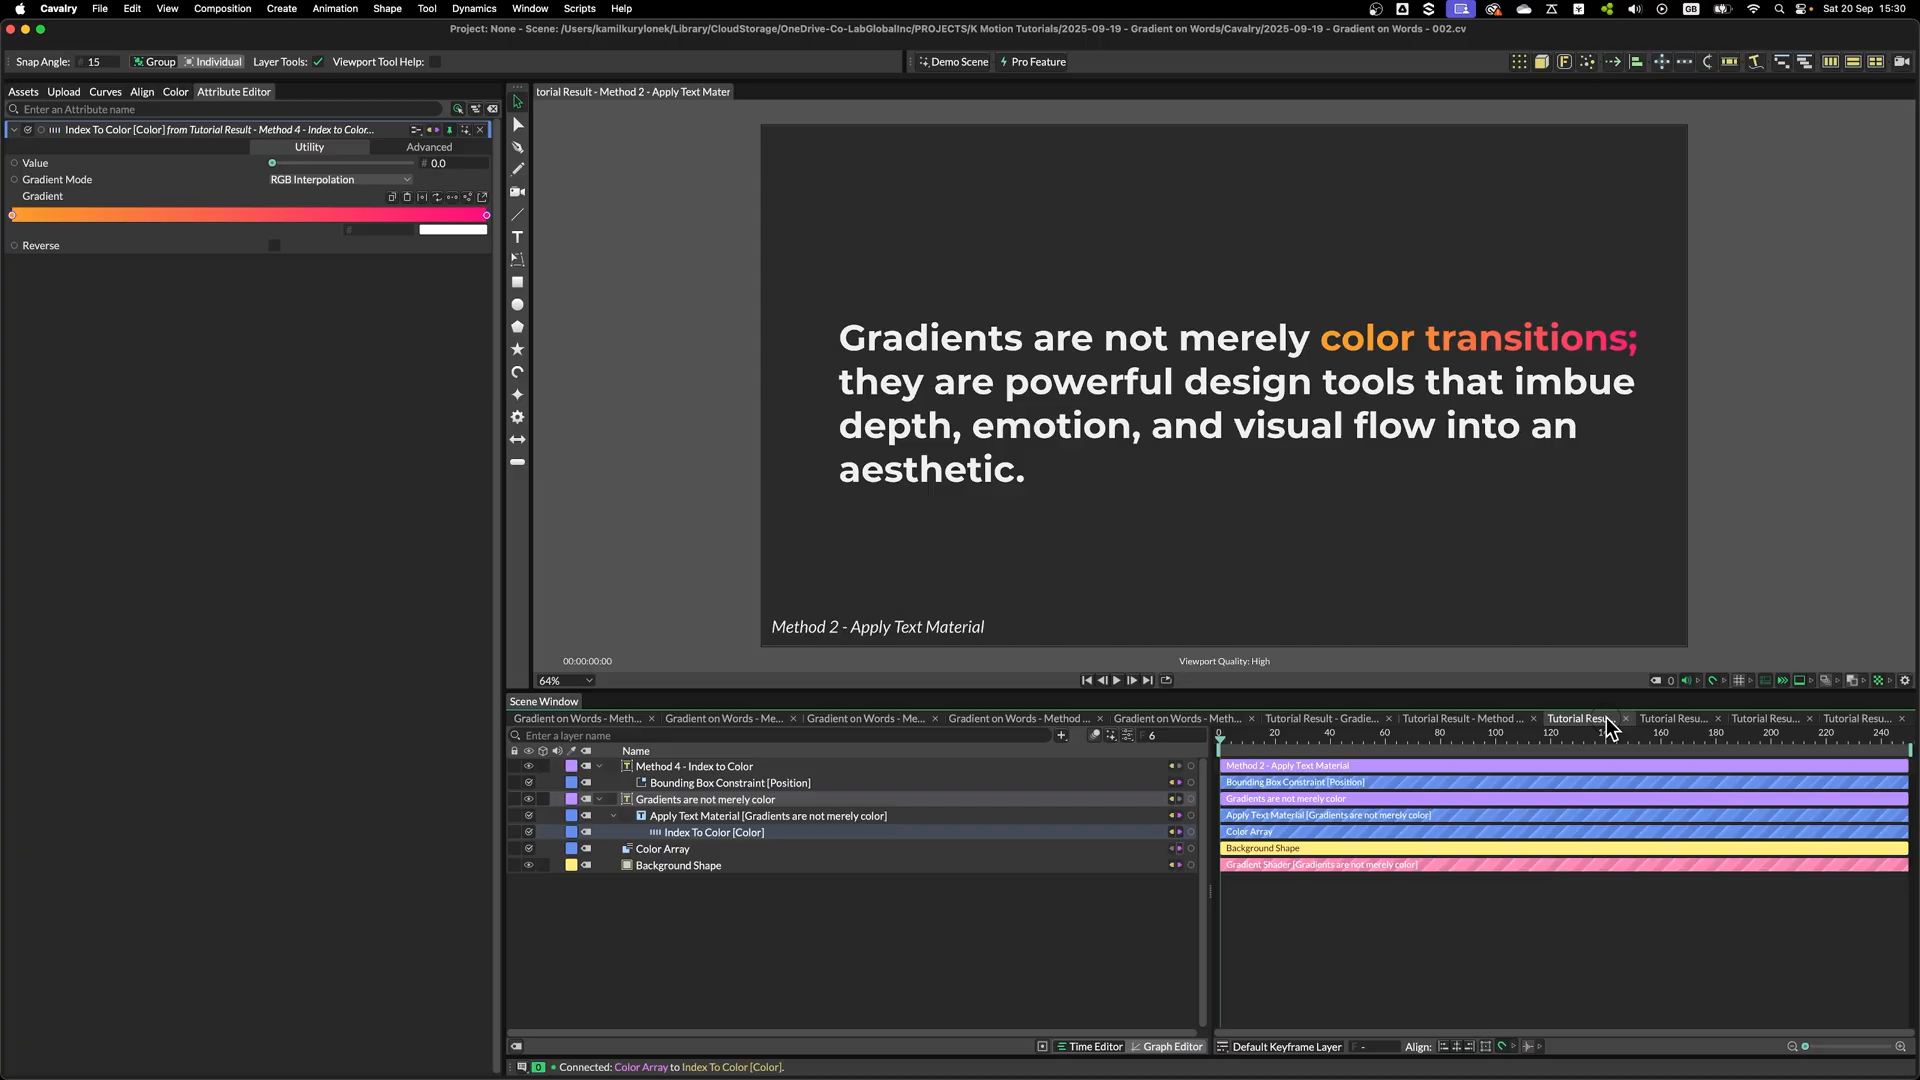 Cavalry File Edit View Composition Create Animation Shape Tool Dynamics Window Scripts Help GB Sat 20 Sep 15:30
Project: None - Scene: /Users/kamilkurylonek/Library/CloudStorage/OneDrive-Co-LabGlobalInc/PROJECTS/K Motion Tutorials/2025-09-19 - Gradient on Words/Cavalry/2025-09-19 - Gradient on Words - 002.cv
Snap Angle: 15 Group Individual Layer Tools: Viewport Tool Help: Demo Scene Pro Feature
Assets Upload Curves Align Color Attribute Editor torial Result - Method 2 - Apply Text Mater
Enter an Attribute name
Index To Color [Color] from Tutorial Result - Method 4 - Index to Color...
Utility Advanced
Value # 0.0
Gradient Mode RGB Interpolation
Gradient
#
Reverse
Gradients are not merely color transitions;
they are powerful design tools that imbue
depth, emotion, and visual flow into an
aesthetic.
Method 2 - Apply Text Material
00:00:00:00 Viewport Quality: High
64% 0
Scene Window
Gradient on Words - Meth... Gradient on Words - Me... Gradient on Words - Me... Gradient on Words - Method ... Gradient on Words - Meth... Tutorial Result - Gradie... Tutorial Result - Method ... Tutorial Resu... Tutorial Resu... Tutorial Resu... Tutorial Resu...
Enter a layer name F 6 0 20 40 60 80 100 120 160 180 200 220 240
Name
Method 4 - Index to Color Method 2 - Apply Text Material
Bounding Box Constraint [Position] Bounding Box Constraint [Position]
Gradients are not merely color Gradients are not merely color
Apply Text Material [Gradients are not merely color] Apply Text Material [Gradients are not merely color]
Index To Color [Color] Color Array
Color Array Background Shape
Background Shape Gradient Shader [Gradients are not merely color]
Time Editor Graph Editor Default Keyframe Layer F - Align:
0 Connected: Color Array to Index To Color [Color].